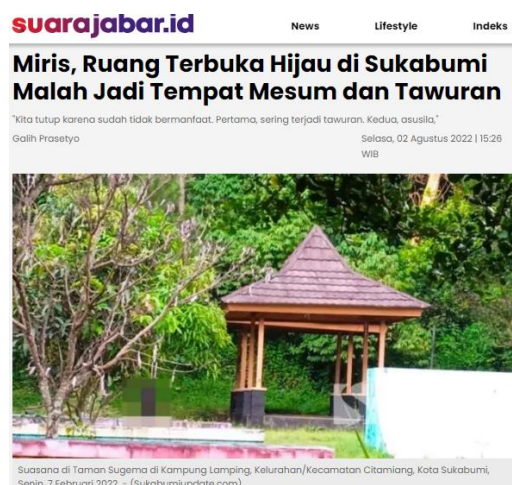 suarajabar.id
News Lifestyle Indeks
Miris, Ruang Terbuka Hijau di Sukabumi
Malah Jadi Tempat Mesum dan Tawuran
"Kita tutup karena sudah tidak bermanfaat. Pertama, sering terjadi tawuran. Kedua, asusila,"
Galih Prasetyo
Selasa, 02 Agustus 2022 | 15:26
WIB
Suasana di Taman Sugema di Kampung Lamping, Kelurahan/Kecamatan Citamiang, Kota Sukabumi,
Senin, 7 Februari 2022. - (Sukabumiupdate.com)